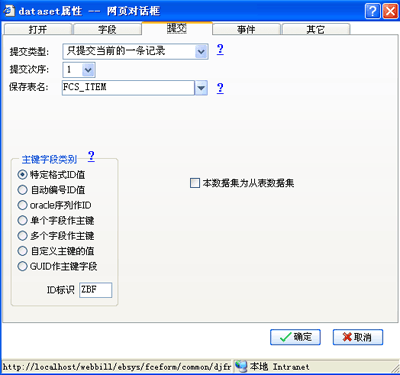 dataset属性 -- 网页对话框
打开 字段 提交 事件 其它
提交类型: 只提交当前的一条记录 ?
提交次序: 1
保存表名: FCS_ITEM ?
主键字段类别 ?
特定格式ID值
自动编号ID值
oracle序列作ID
单个字段作主键
多个字段作主键
自定义主键的值
GUID作主键字段
ID标识 ZBF
本数据集为从表数据集
确定 取消
http://localhost/webbill/ebsys/fceform/common/djfr 本地 Intranet